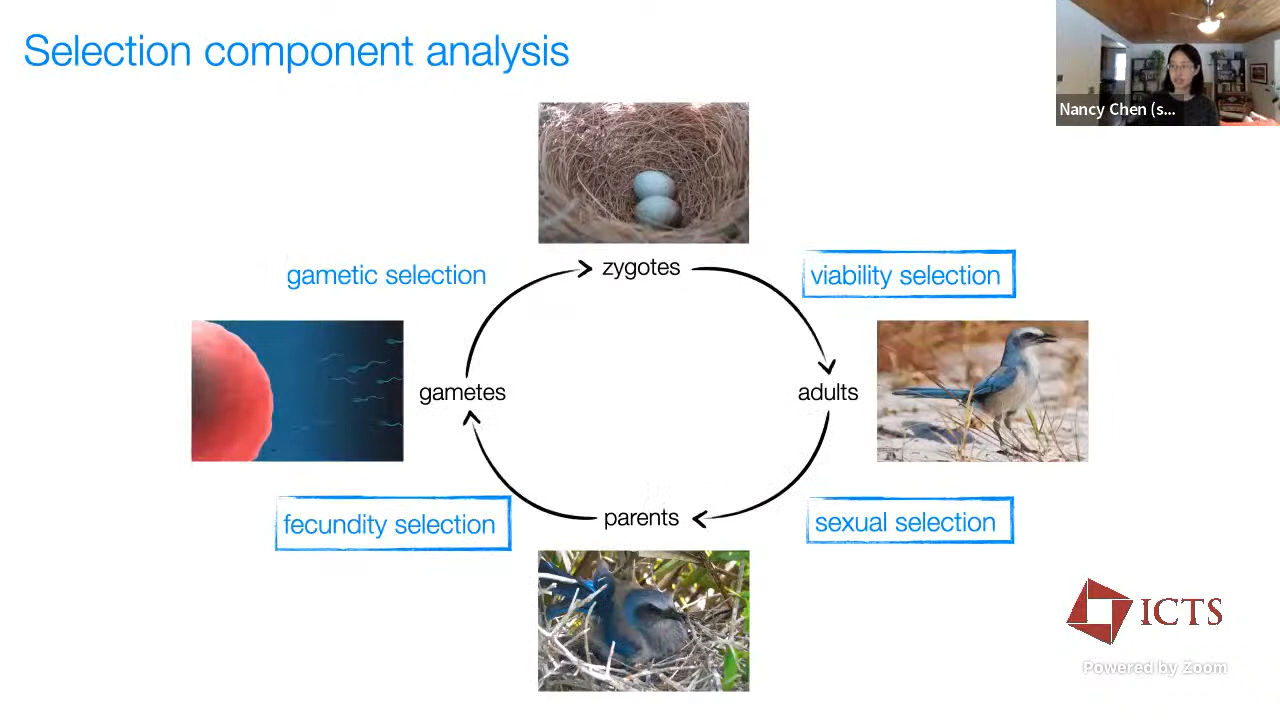 Selection component analysis
Nancy Chen (s...
zygotes
gametic selection
viability selection
gametes
adults
fecundity selection
parents
sexual selection
ICTS
Powered by Zoom